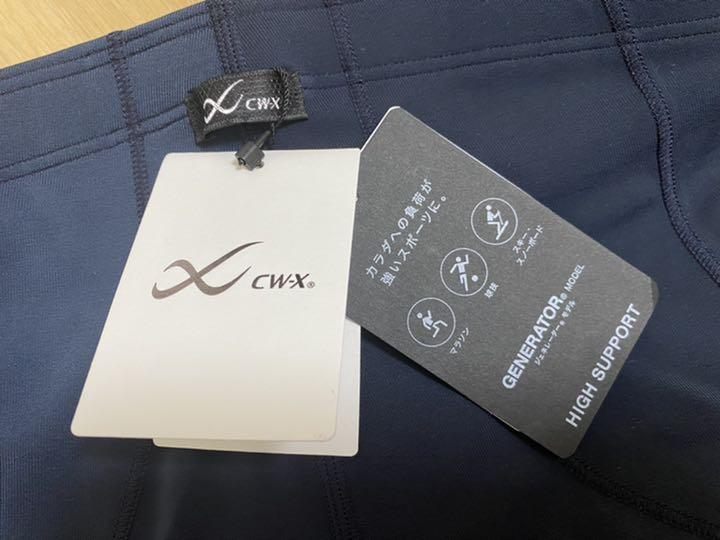 CW-X
CW-X®
カラダへの負荷が
強いスポーツに。
マラソン
球技
スキー、
スノーボード
GENERATOR® MODEL
ジェネレーター® モデル
HIGH SUPPORT